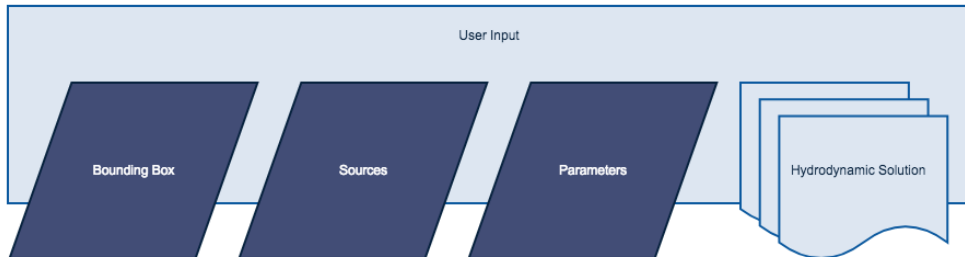 User Input
Bounding Box
Sources
Parameters
Hydrodynamic Solution